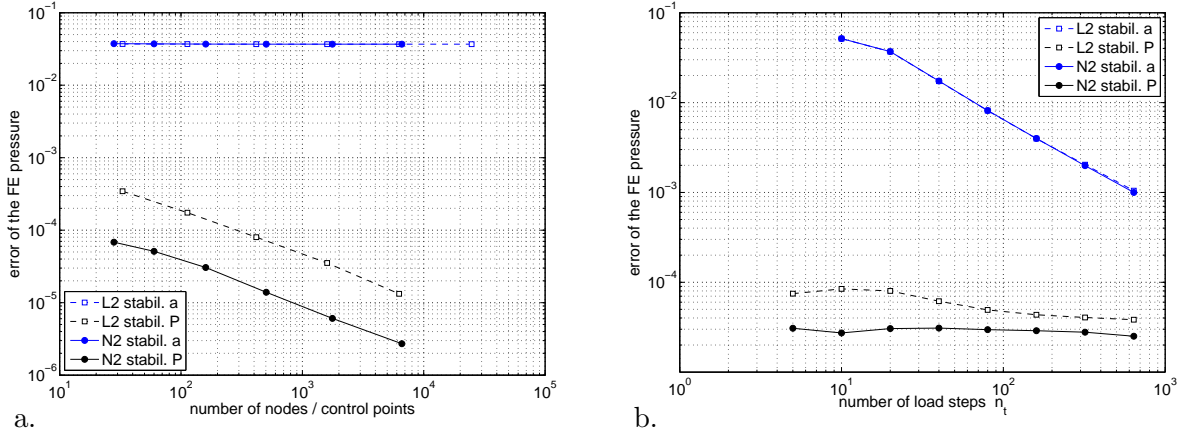 10^-1
10^-2
10^-3
10^-4
10^-5
10^-6
error of the FE pressure
L2 stabil. a
L2 stabil. P
N2 stabil. a
N2 stabil. P
10^1 10^2 10^3 10^4 10^5
number of nodes / control points
a.
10^-1
10^-2
10^-3
10^-4
error of the FE pressure
L2 stabil. a
L2 stabil. P
N2 stabil. a
N2 stabil. P
10^0 10^1 10^2 10^3
number of load steps n_t
b.